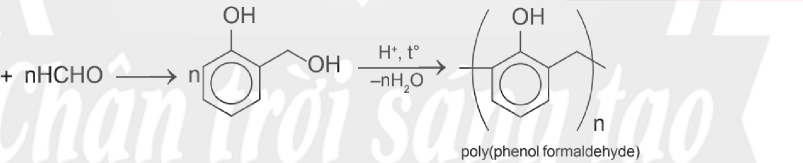 + nHCHO ⟶ n OH OH H⁺, t° –nH₂O ⟶ OH n
poly(phenol formaldehyde)
Chân trời sáng tạo